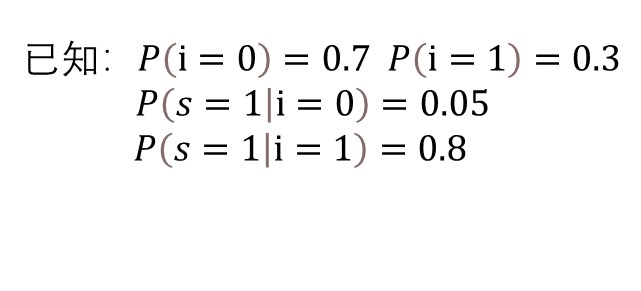 已知： P(i = 0) = 0.7 P(i = 1) = 0.3
P(s = 1|i = 0) = 0.05
P(s = 1|i = 1) = 0.8